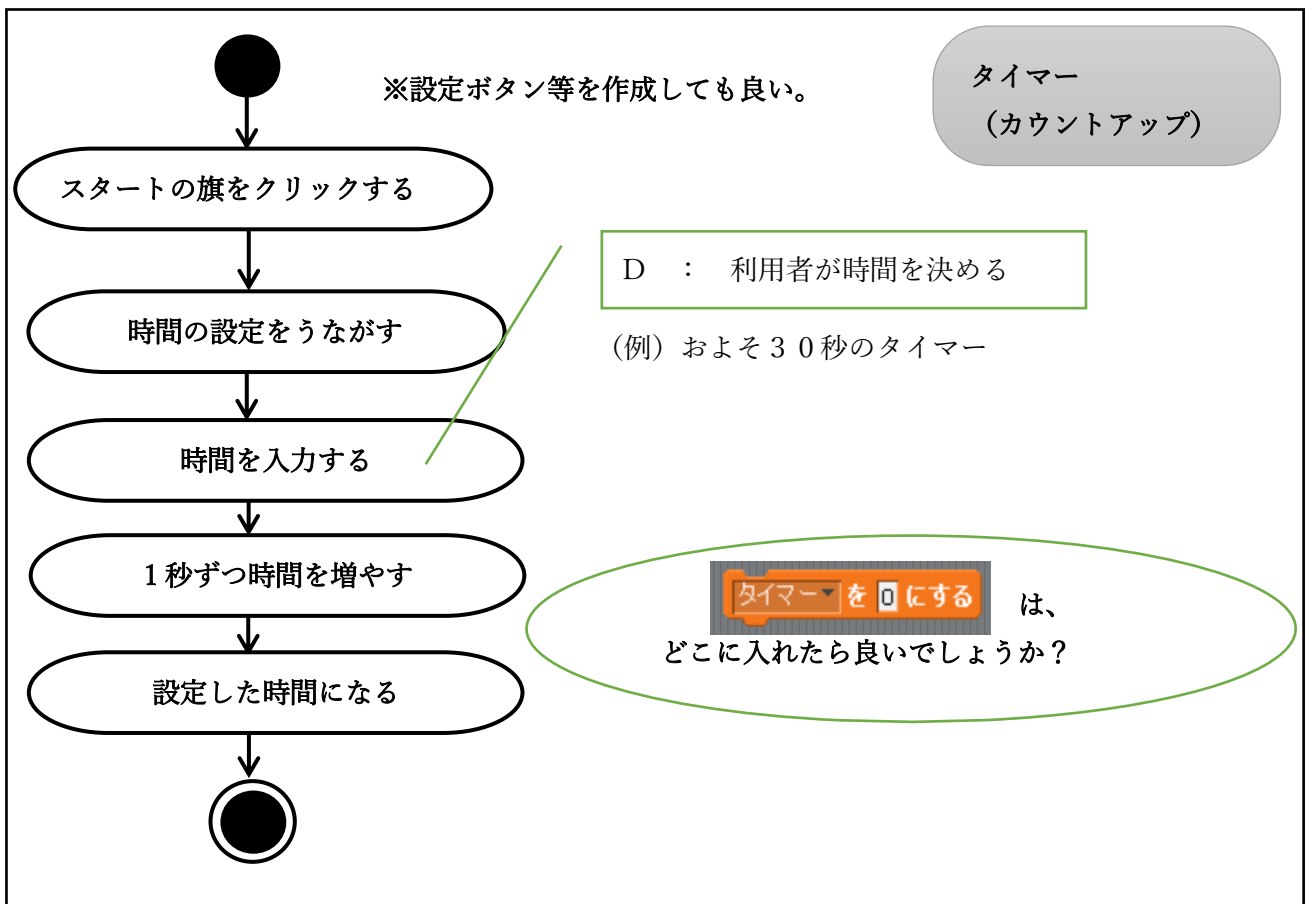 ※設定ボタン等を作成しても良い。
タイマー
（カウントアップ）
スタートの旗をクリックする
D　：　利用者が時間を決める
時間の設定をうながす
（例）およそ３０秒のタイマー
時間を入力する
１秒ずつ時間を増やす
タイマー を 0 にする　は、
どこに入れたら良いでしょうか？
設定した時間になる